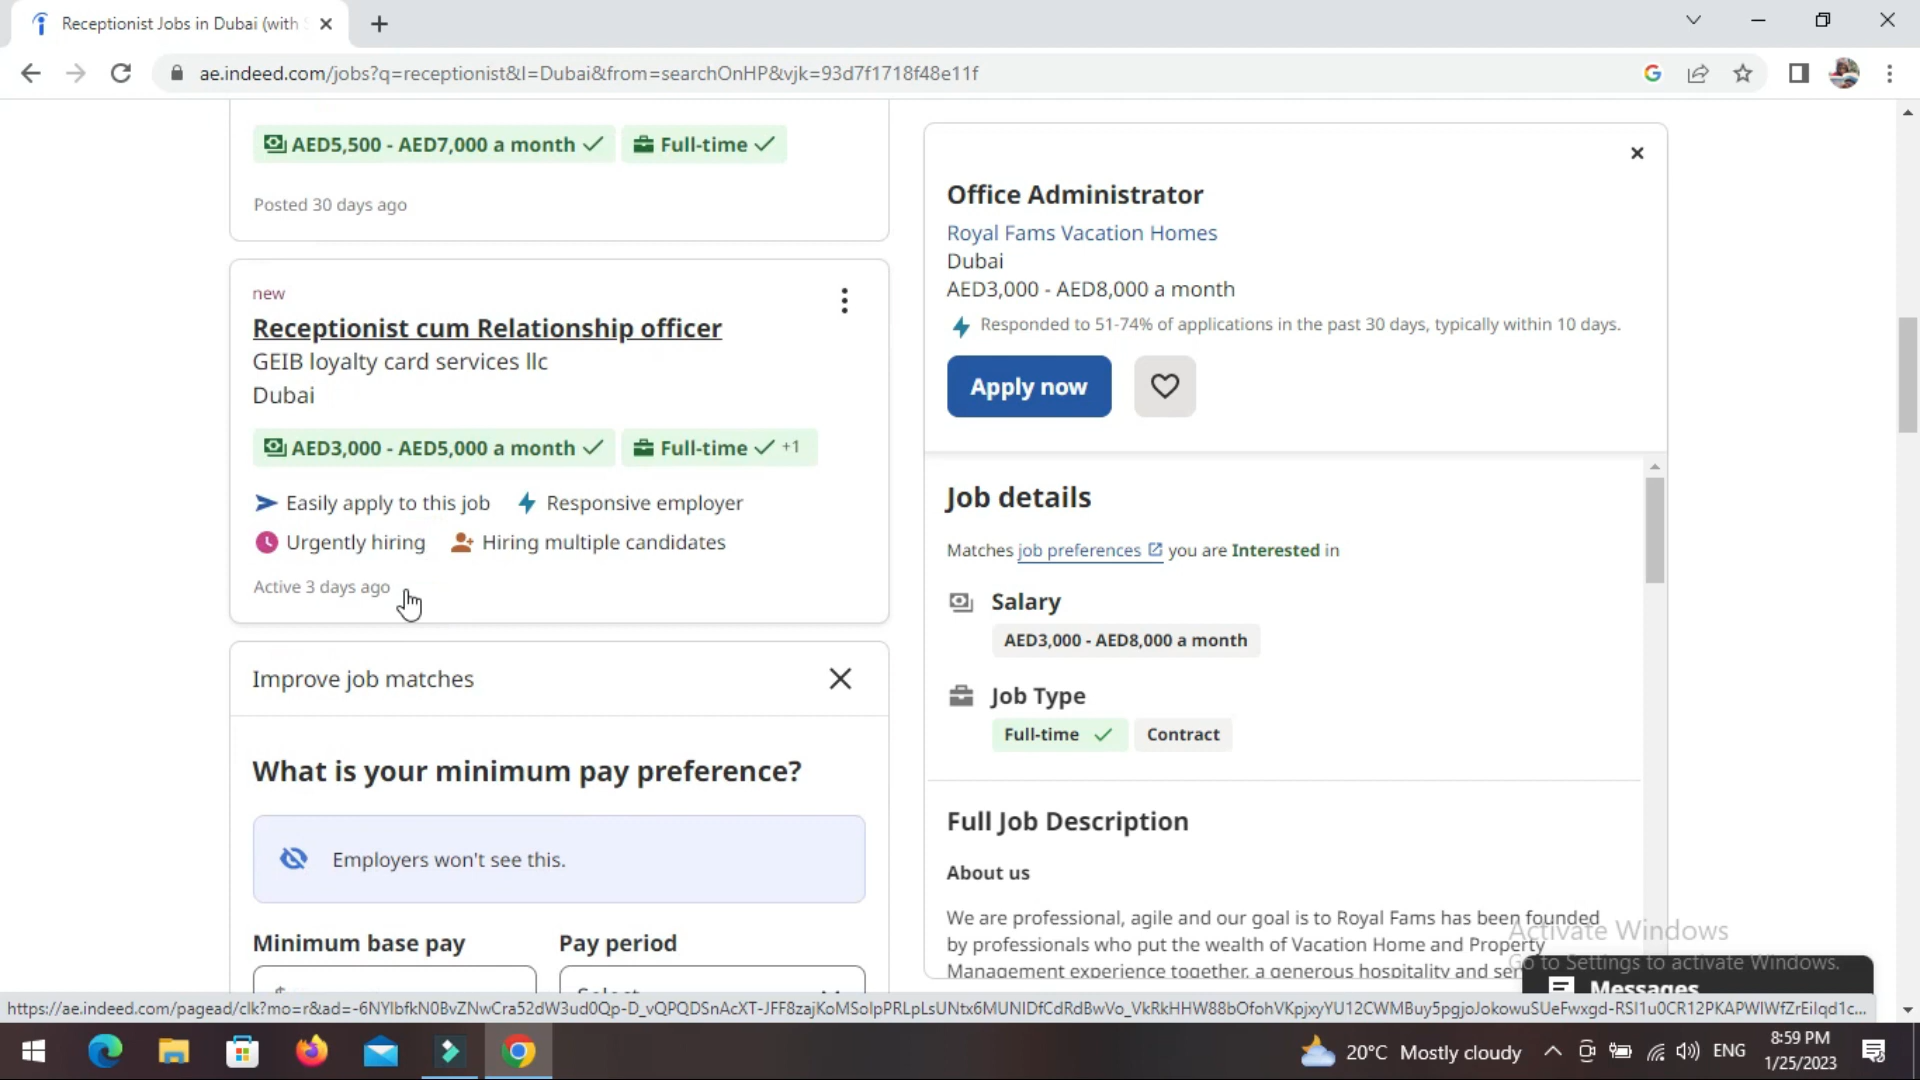 Receptionist Jobs in Dubai (with
ae.indeed.com/jobs?q=receptionist&l=Dubai&from=searchOnHP&vjk=93d7f1718f48e11f
AED5,500 - AED7,000 a month
Full-time
Posted 30 days ago
new
Receptionist cum Relationship officer
GEIB loyalty card services llc
Dubai
AED3,000 - AED5,000 a month
Full-time +1
Easily apply to this job
Responsive employer
Urgently hiring
Hiring multiple candidates
Active 3 days ago
Improve job matches
What is your minimum pay preference?
Employers won't see this.
Minimum base pay
Pay period
Office Administrator
Royal Fams Vacation Homes
Dubai
AED3,000 - AED8,000 a month
Responded to 51-74% of applications in the past 30 days, typically within 10 days.
Apply now
Job details
Matches job preferences you are Interested in
Salary
AED3,000 - AED8,000 a month
Job Type
Full-time
Contract
Full Job Description
About us
We are professional, agile and our goal is to Royal Fams has been founded
by professionals who put the wealth of Vacation Home and Property
Management experience together, a generous hospitality and
Activate Windows
Go to Settings to activate Windows.
Messages
20°C Mostly cloudy
ENG
8:59 PM
1/25/2023